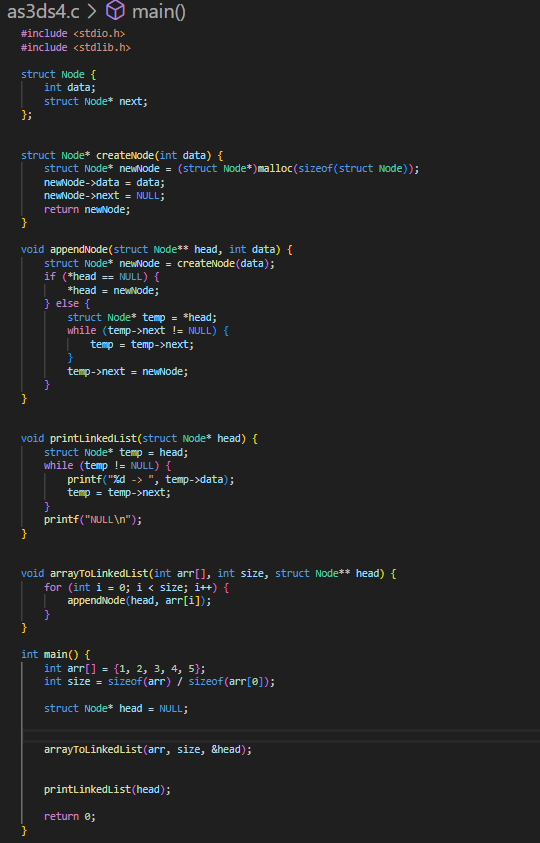 as3ds4.c > main()
#include <stdio.h>
#include <stdlib.h>
struct Node {
    int data;
    struct Node* next;
};
struct Node* createNode(int data) {
    struct Node* newNode = (struct Node*)malloc(sizeof(struct Node));
    newNode->data = data;
    newNode->next = NULL;
    return newNode;
}
void appendNode(struct Node** head, int data) {
    struct Node* newNode = createNode(data);
    if (*head == NULL) {
        *head = newNode;
    } else {
        struct Node* temp = *head;
        while (temp->next != NULL) {
            temp = temp->next;
        }
        temp->next = newNode;
    }
}
void printLinkedList(struct Node* head) {
    struct Node* temp = head;
    while (temp != NULL) {
        printf("%d -> ", temp->data);
        temp = temp->next;
    }
    printf("NULL\n");
}
void arrayToLinkedList(int arr[], int size, struct Node** head) {
    for (int i = 0; i < size; i++) {
        appendNode(head, arr[i]);
    }
}
int main() {
    int arr[] = {1, 2, 3, 4, 5};
    int size = sizeof(arr) / sizeof(arr[0]);
    struct Node* head = NULL;
    arrayToLinkedList(arr, size, &head);
    printLinkedList(head);
    return 0;
}